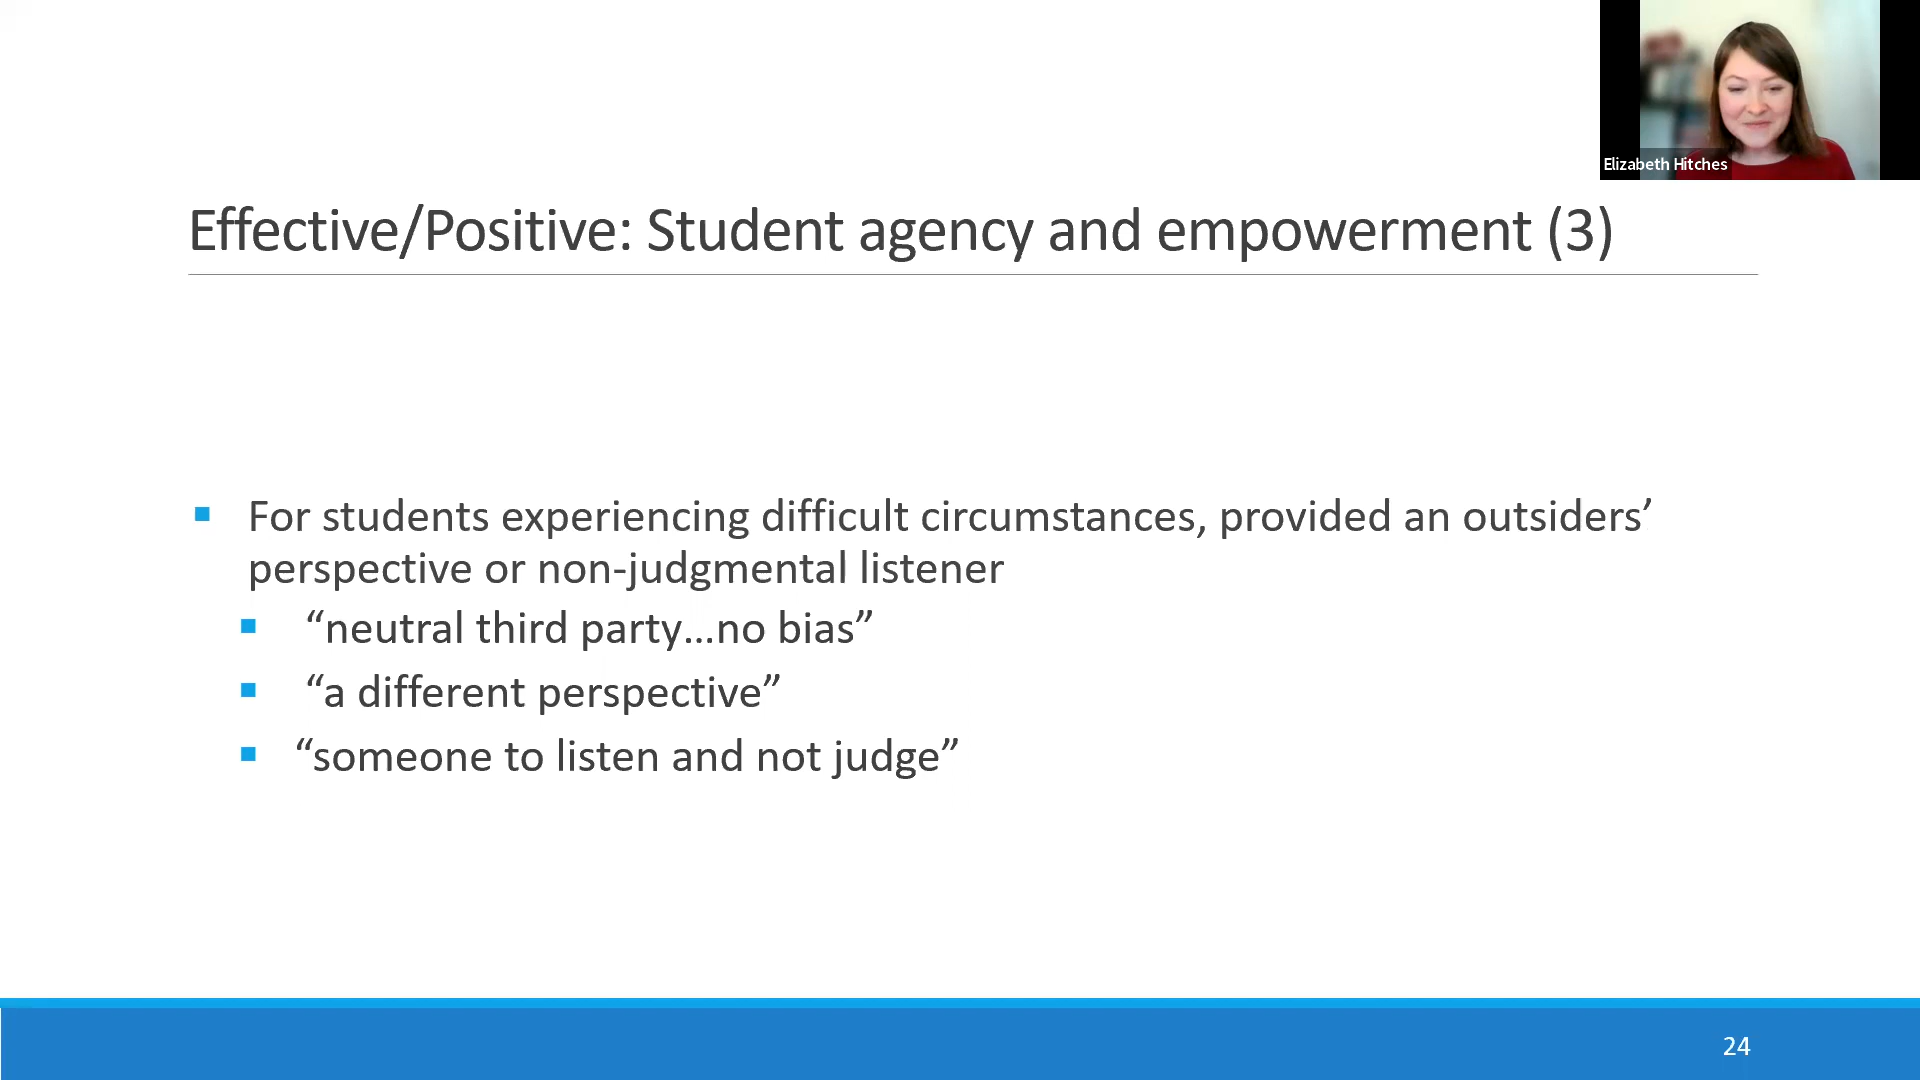 Elizabeth Hitches
Effective/Positive: Student agency and empowerment (3)
For students experiencing difficult circumstances, provided an outsiders’
perspective or non-judgmental listener
“neutral third party…no bias”
“a different perspective”
“someone to listen and not judge”
24